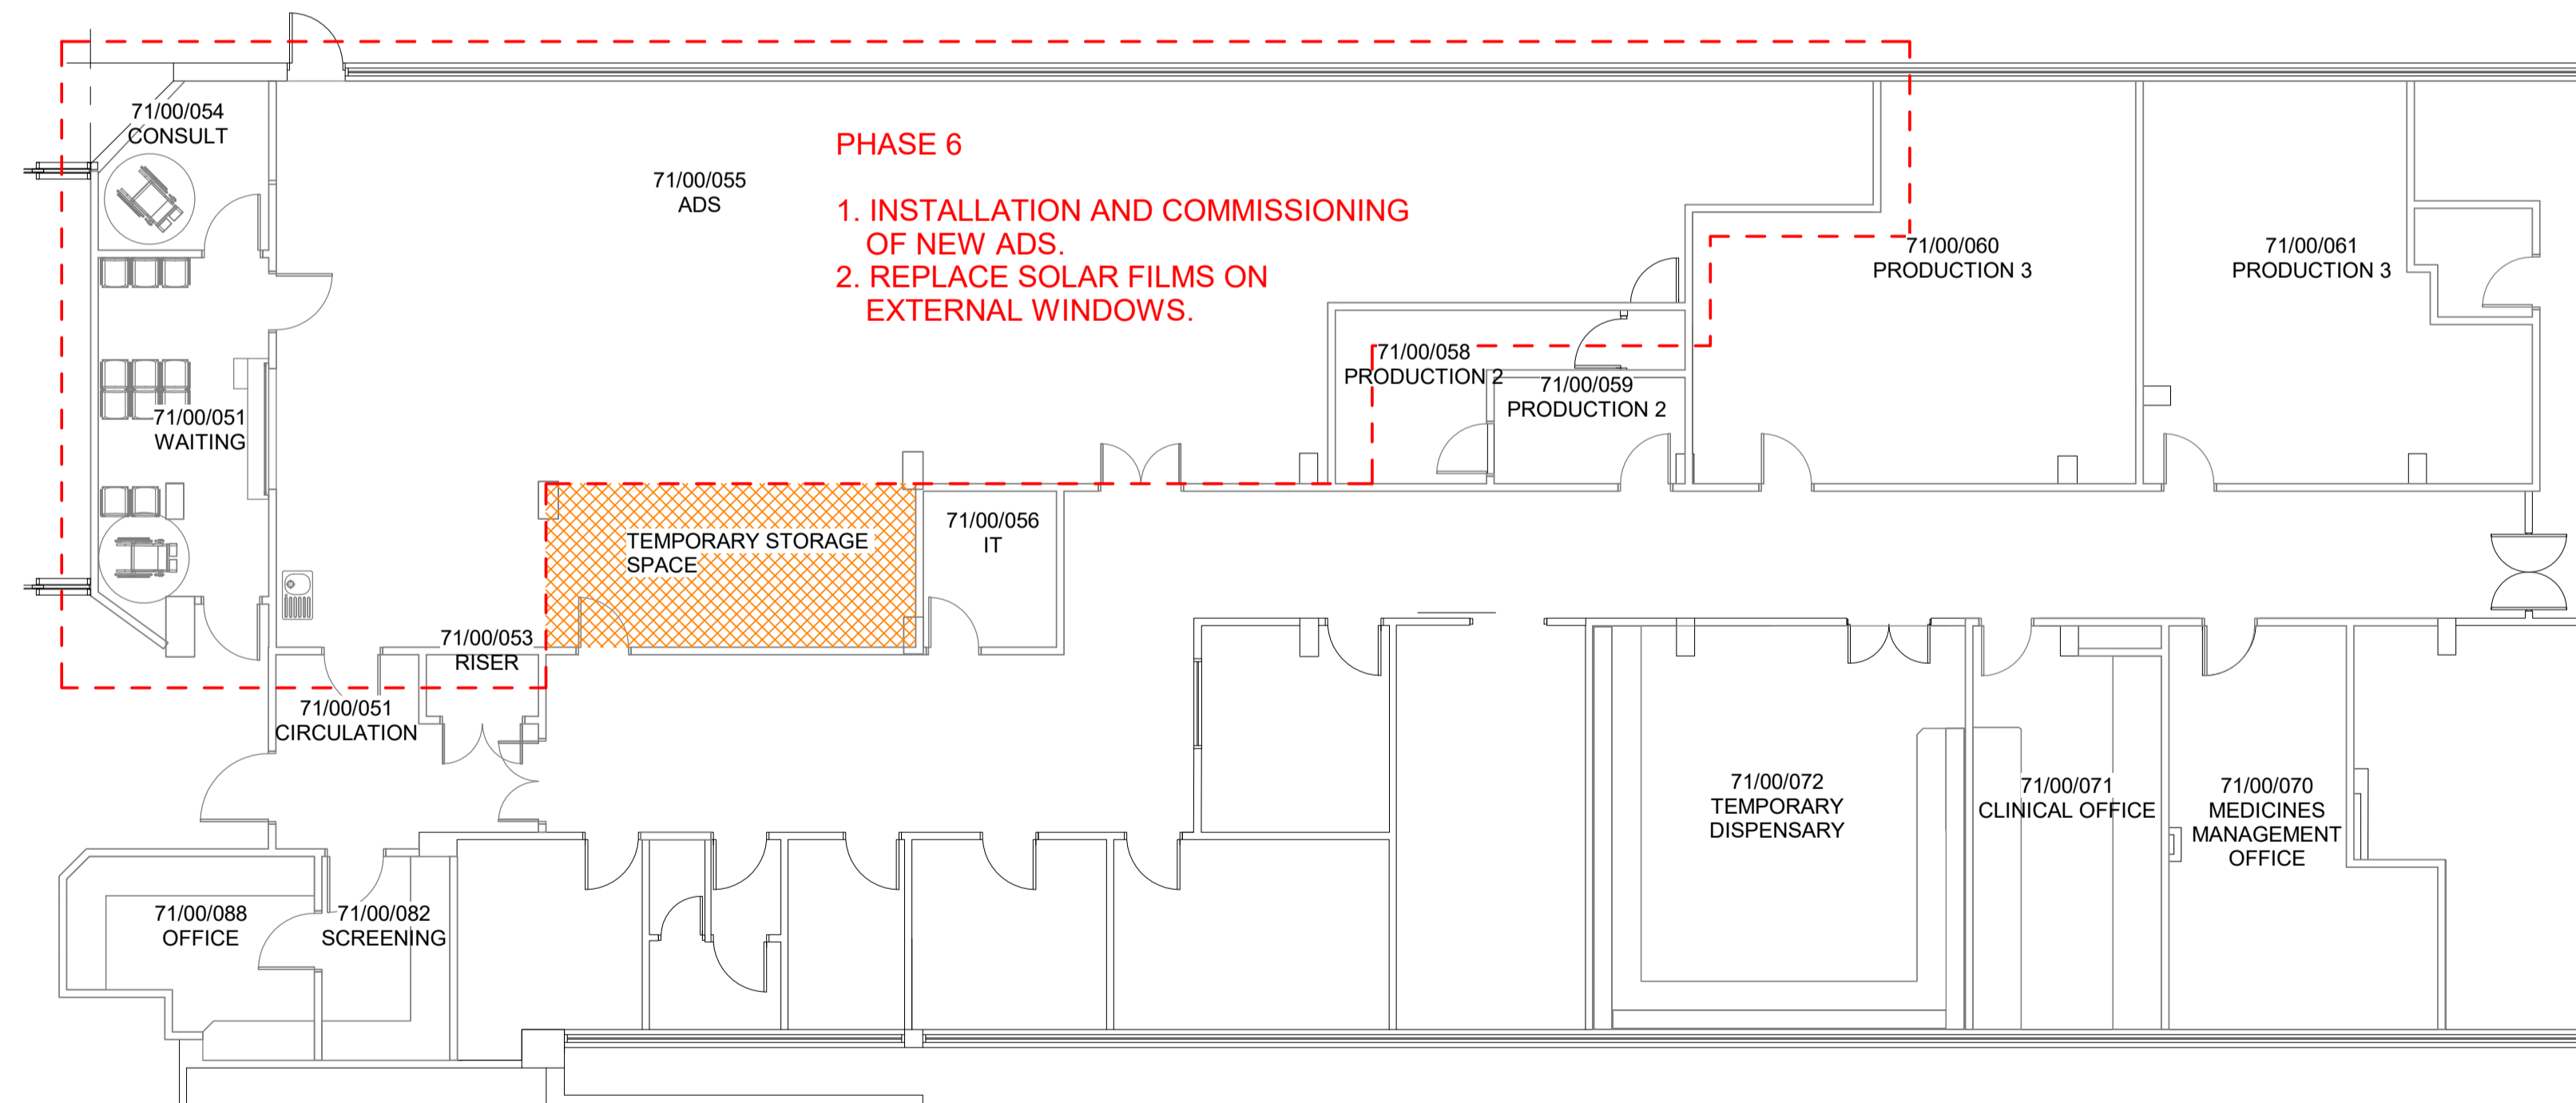 71/00/054
CONSULT
71/00/055
ADS
PHASE 6
1. INSTALLATION AND COMMISSIONING
OF NEW ADS.
2. REPLACE SOLAR FILMS ON
EXTERNAL WINDOWS.
71/00/060
PRODUCTION 3
71/00/061
PRODUCTION 3
71/00/058
PRODUCTION 2
71/00/059
PRODUCTION 2
71/00/051
WAITING
TEMPORARY STORAGE
SPACE
71/00/056
IT
71/00/053
RISER
71/00/051
CIRCULATION
71/00/072
TEMPORARY
DISPENSARY
71/00/071
CLINICAL OFFICE
71/00/070
MEDICINES
MANAGEMENT
OFFICE
71/00/088
OFFICE
71/00/082
SCREENING